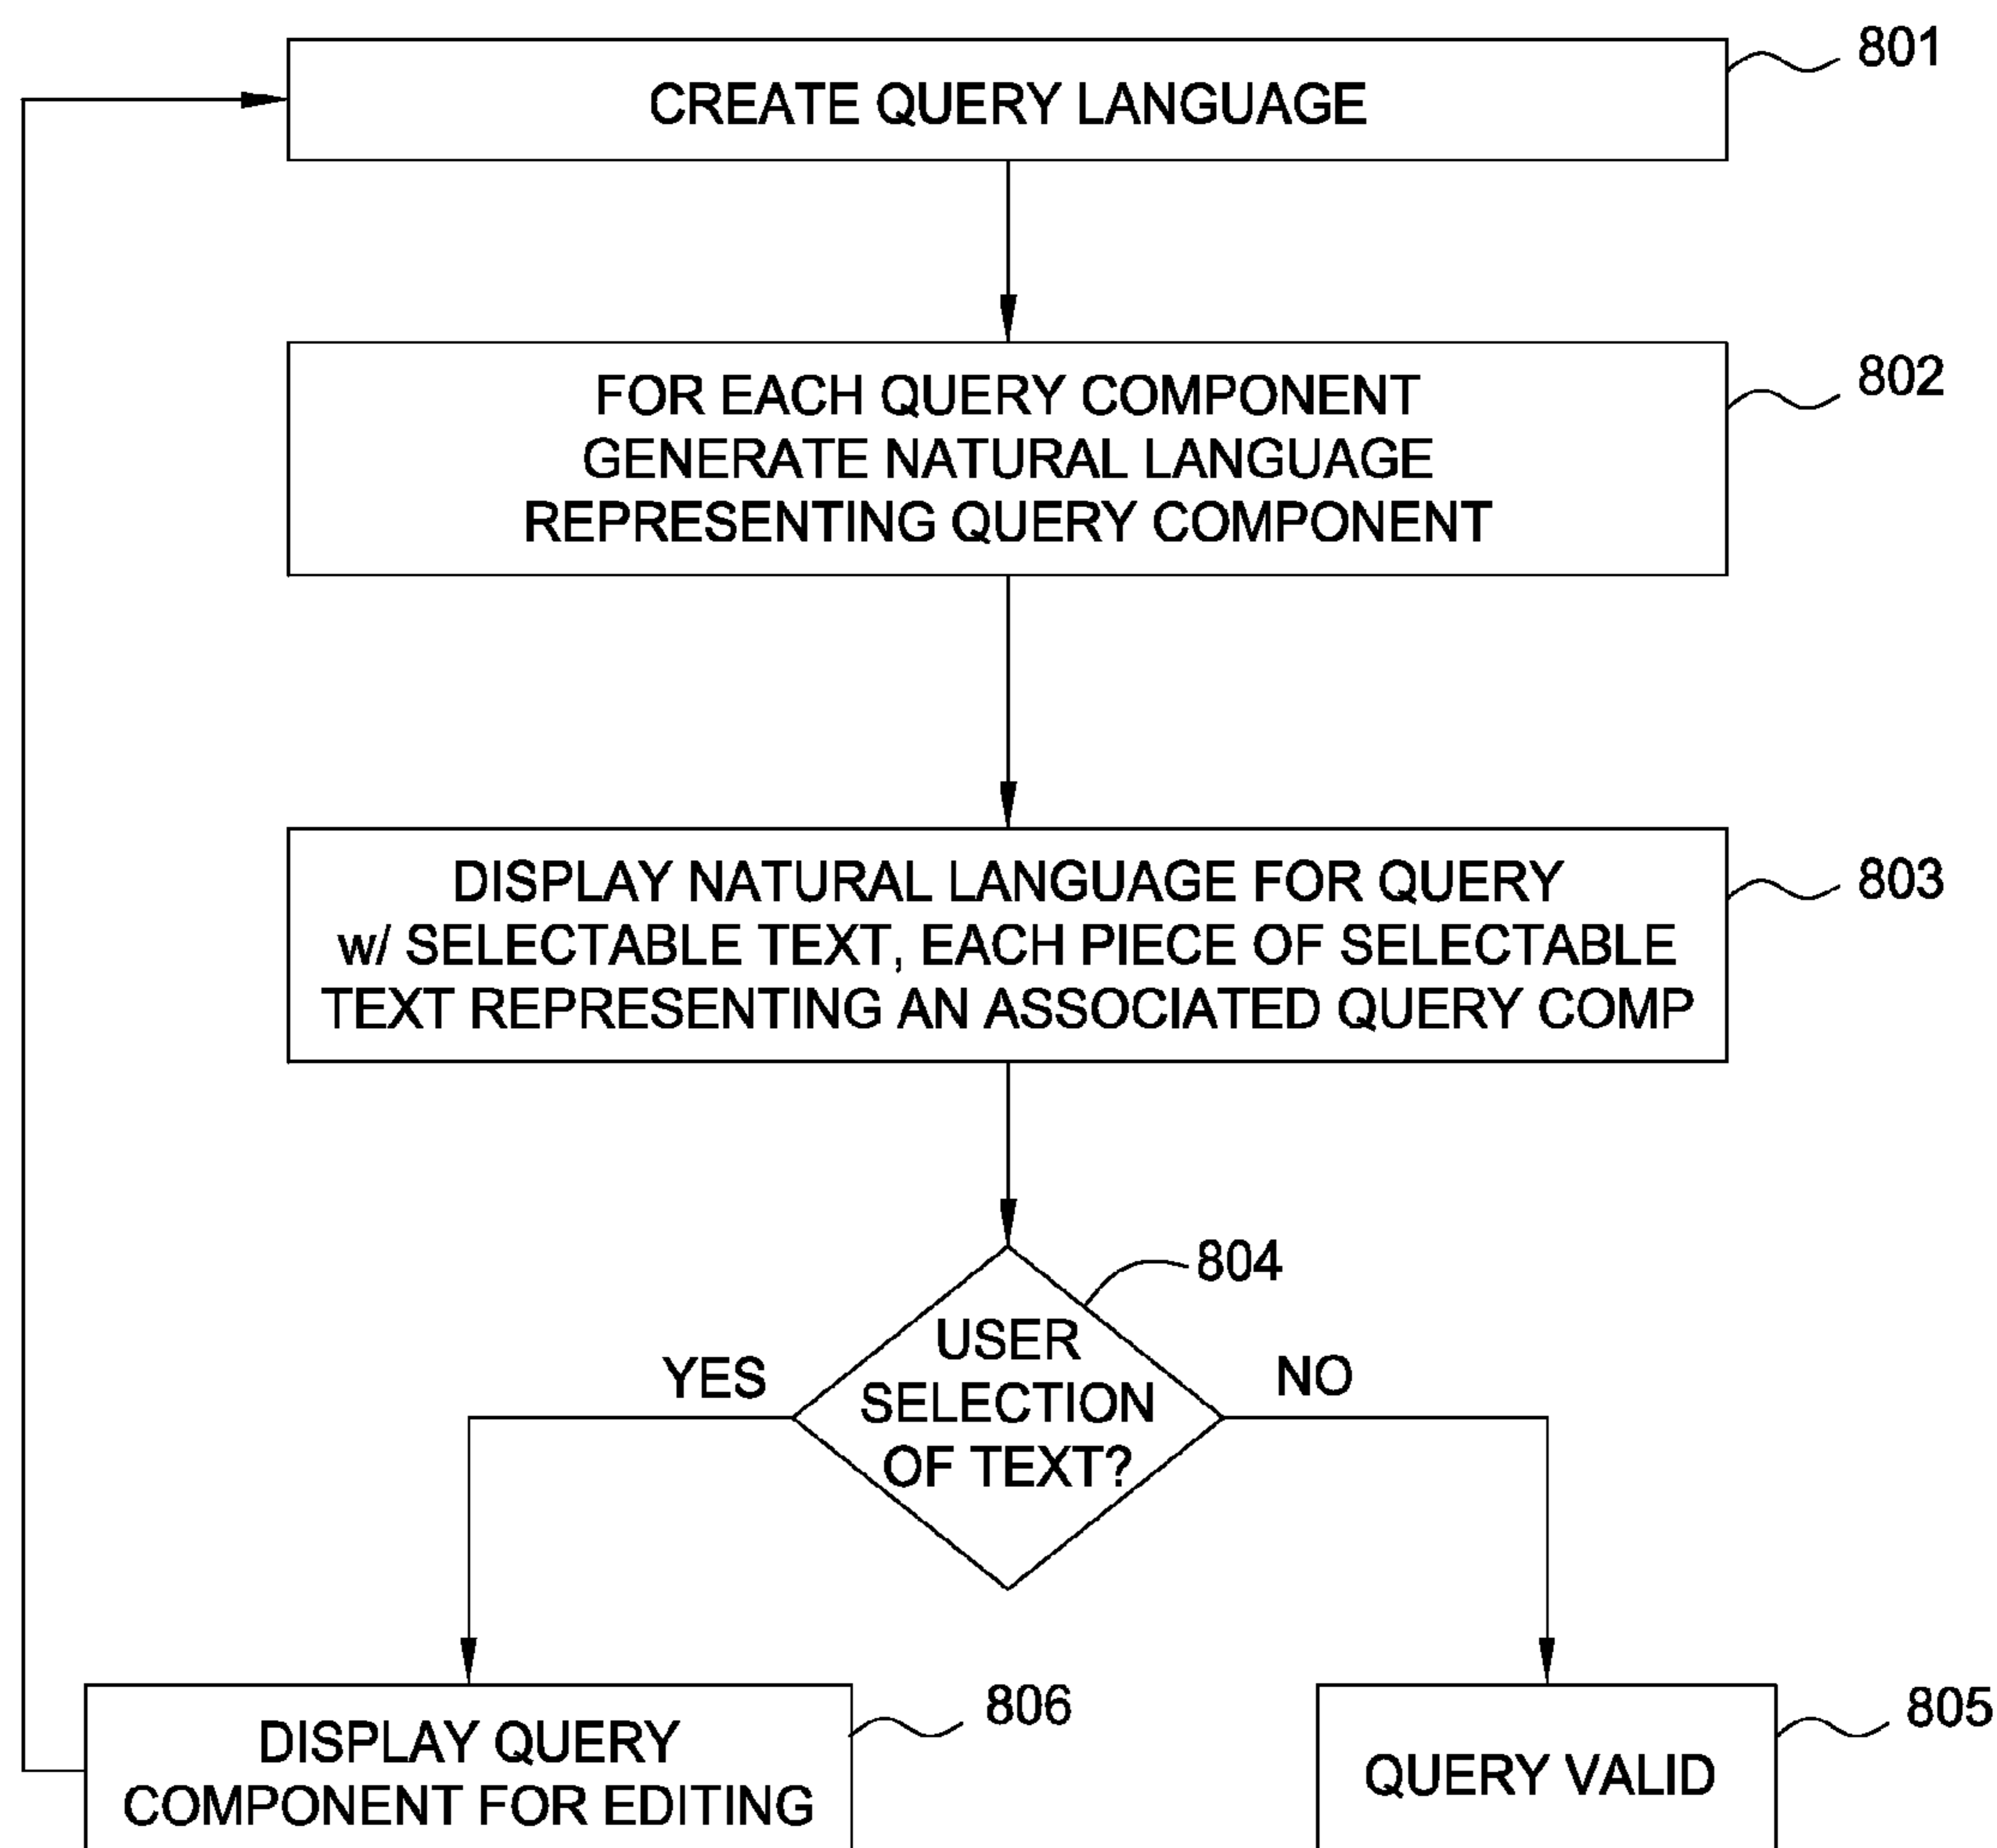 CREATE QUERY LANGUAGE
801
FOR EACH QUERY COMPONENT
GENERATE NATURAL LANGUAGE
REPRESENTING QUERY COMPONENT
802
DISPLAY NATURAL LANGUAGE FOR QUERY
w/ SELECTABLE TEXT, EACH PIECE OF SELECTABLE
TEXT REPRESENTING AN ASSOCIATED QUERY COMP
803
804
USER
SELECTION
OF TEXT?
YES
NO
DISPLAY QUERY
COMPONENT FOR EDITING
806
QUERY VALID
805